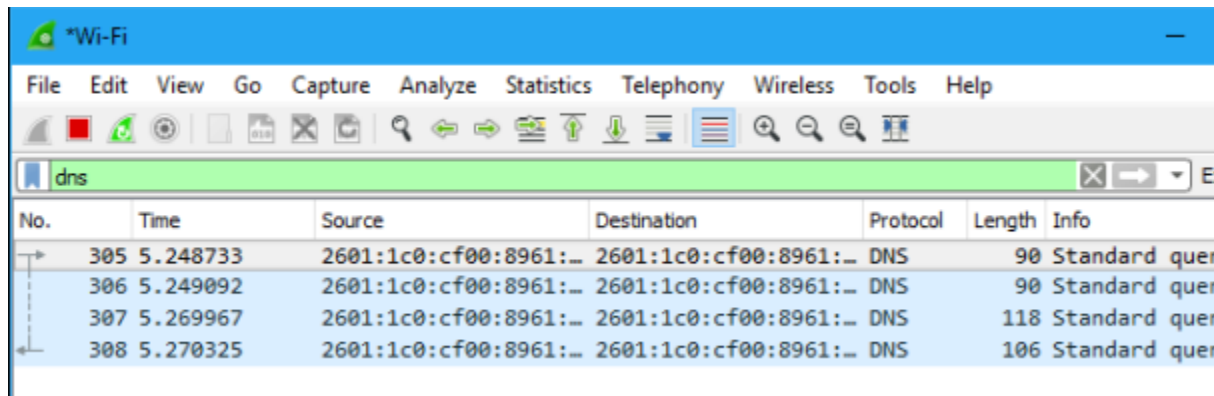 *Wi-Fi
File Edit View Go Capture Analyze Statistics Telephony Wireless Tools Help
dns E
No. Time Source Destination Protocol Length Info
305 5.248733 2601:1c0:cf00:8961:… 2601:1c0:cf00:8961:… DNS 90 Standard quer
306 5.249092 2601:1c0:cf00:8961:… 2601:1c0:cf00:8961:… DNS 90 Standard quer
307 5.269967 2601:1c0:cf00:8961:… 2601:1c0:cf00:8961:… DNS 118 Standard quer
308 5.270325 2601:1c0:cf00:8961:… 2601:1c0:cf00:8961:… DNS 106 Standard quer